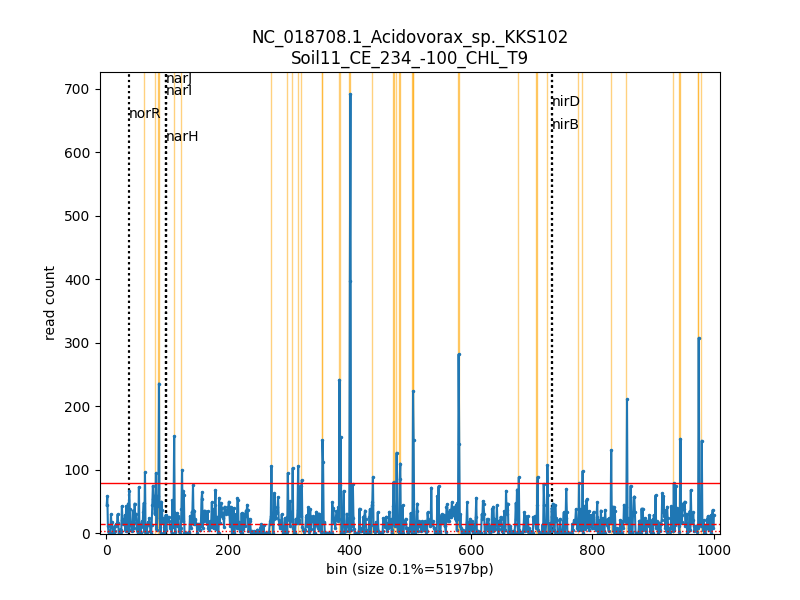 NC_018708.1_Acidovorax_sp._KKS102
Soil11_CE_234_-100_CHL_T9
narJ
narI
nirD
norR
nirB
narH
700
600
500
400
300
200
100
0
read count
0
200
400
600
800
1000
bin (size 0.1%=5197bp)